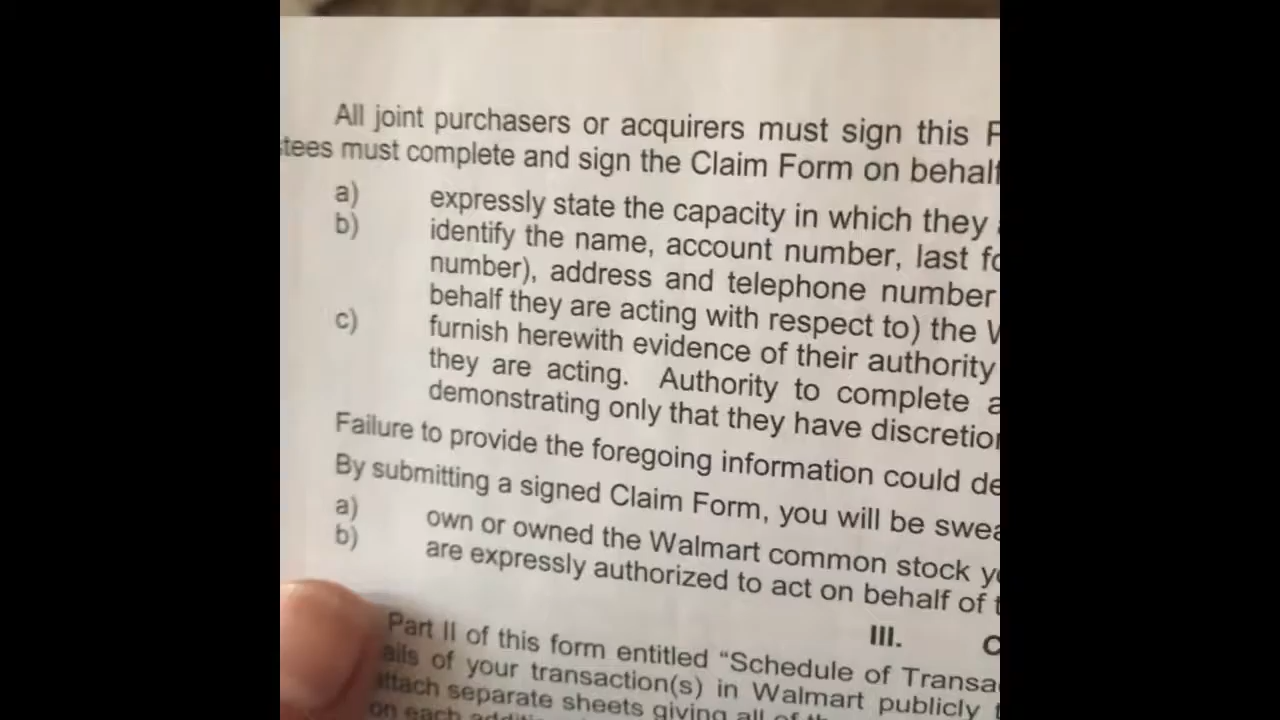 All joint purchasers or acquirers must sign this
must complete and sign the Claim Form on behalf
a) expressly state the capacity in which they
b) identify the name, account number, last
number), address and telephone number
behalf they are acting with respect to) the
c) furnish herewith evidence of their authority
they are acting. Authority to complete
demonstrating only that they have
Failure to provide the foregoing information could
By submitting a signed Claim Form, you will be
a) own or owned the Walmart common stock
b) are expressly authorized to act on behalf of
III.
Part II of this form entitled “Schedule of
of your transaction(s) in Walmart publicly
attach separate sheets giving all of
on each